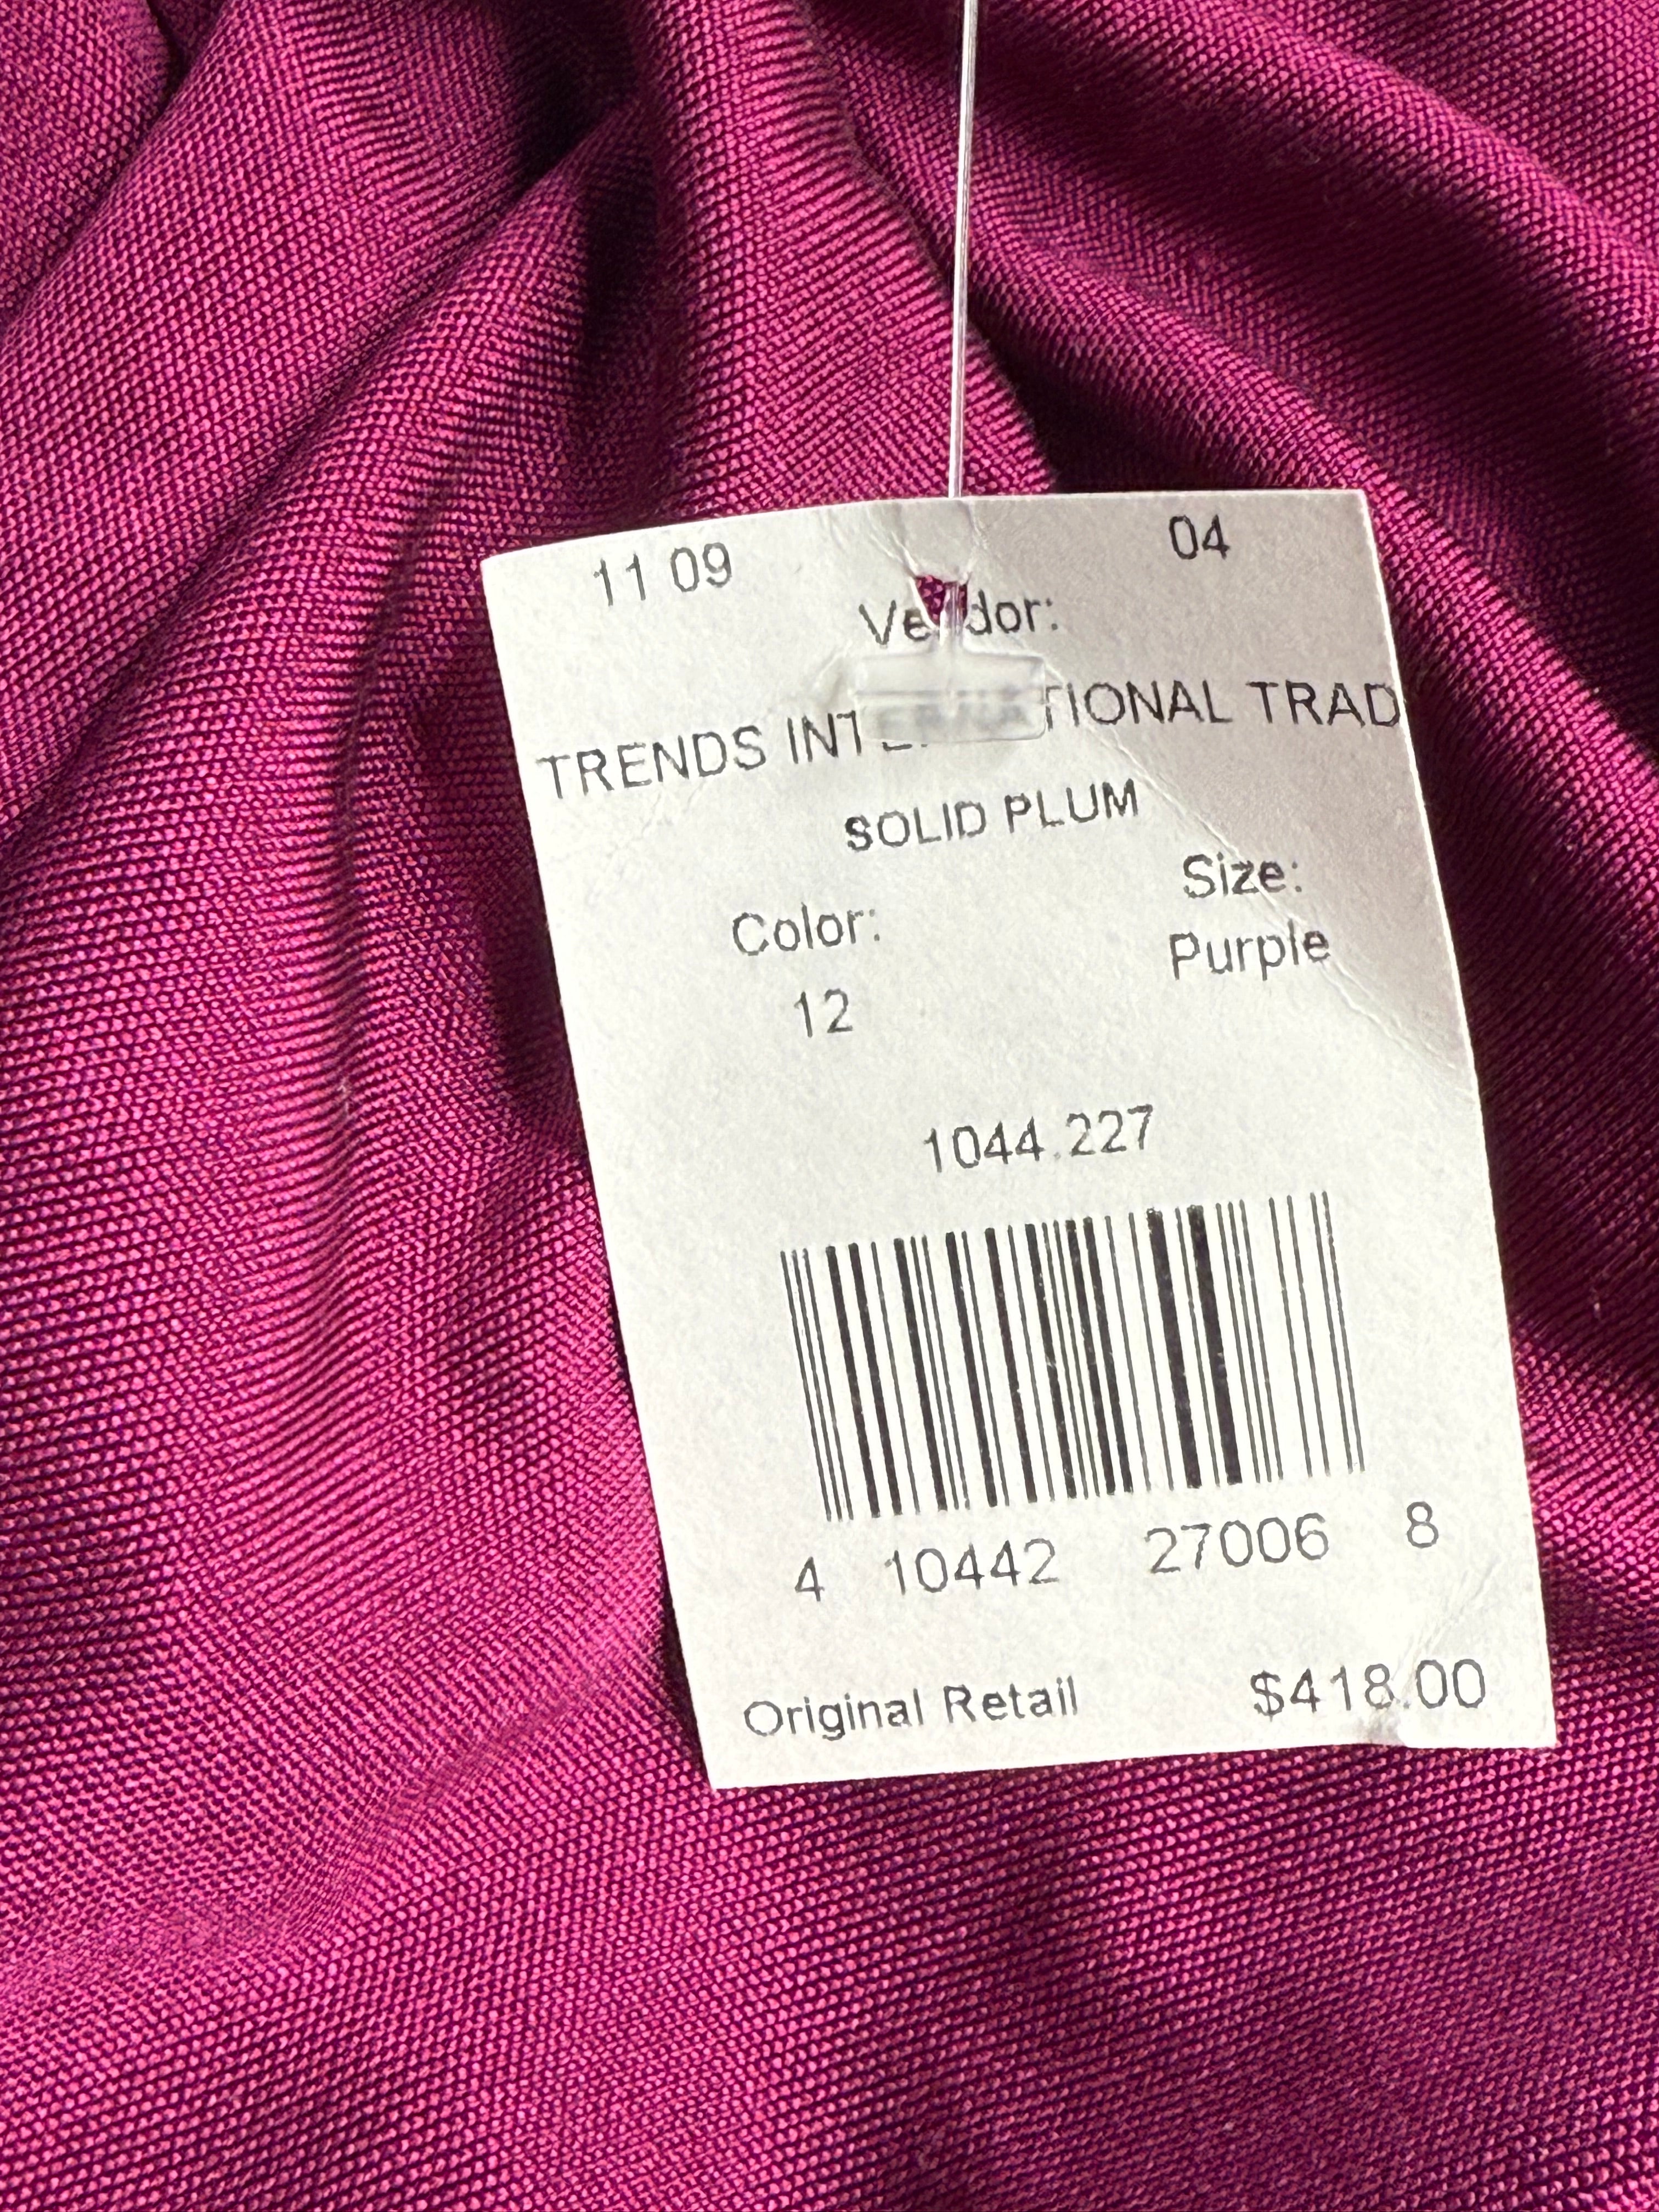 11 09 04
Vendor:
TRENDS INTERNATIONAL TRAD
SOLID PLUM
Color: Size:
12 Purple
1044.227
4 10442 27006 8
Original Retail $418.00